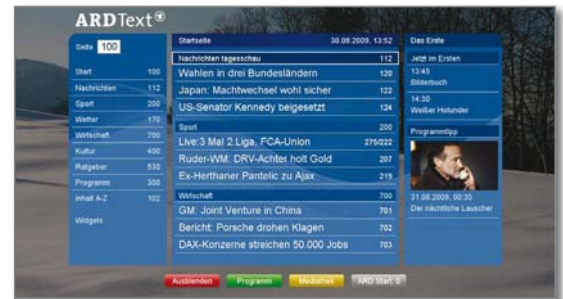 ARDText
Seite 100
Start 100
Nachrichten 112
Sport 200
Wetter 170
Wirtschaft 700
Kultur 400
Ratgeber 530
Programm 300
Inhalt A-Z 102
Widgets
Startseite 30.08.2009, 13:52
Nachrichten tagesschau 112
Wahlen in drei Bundesländern 120
Japan: Machtwechsel wohl sicher 122
US-Senator Kennedy beigesetzt 124
Sport 200
Live:3 Mal 2.Liga, FCA-Union 275/222
Ruder-WM: DRV-Achter holt Gold 207
Ex-Herthaner Pantelic zu Ajax 219
Wirtschaft 700
GM: Joint Venture in China 701
Bericht: Porsche drohen Klagen 702
DAX-Konzerne streichen 50.000 Jobs 703
Das Erste
Jetzt im Ersten
13:45
Bilderbuch
14:30
Weißer Holunder
Programmtipp
31.08.2009, 00:35
Der nächtliche Lauscher
Ausblenden Programm Mediathek ARD Start: 0